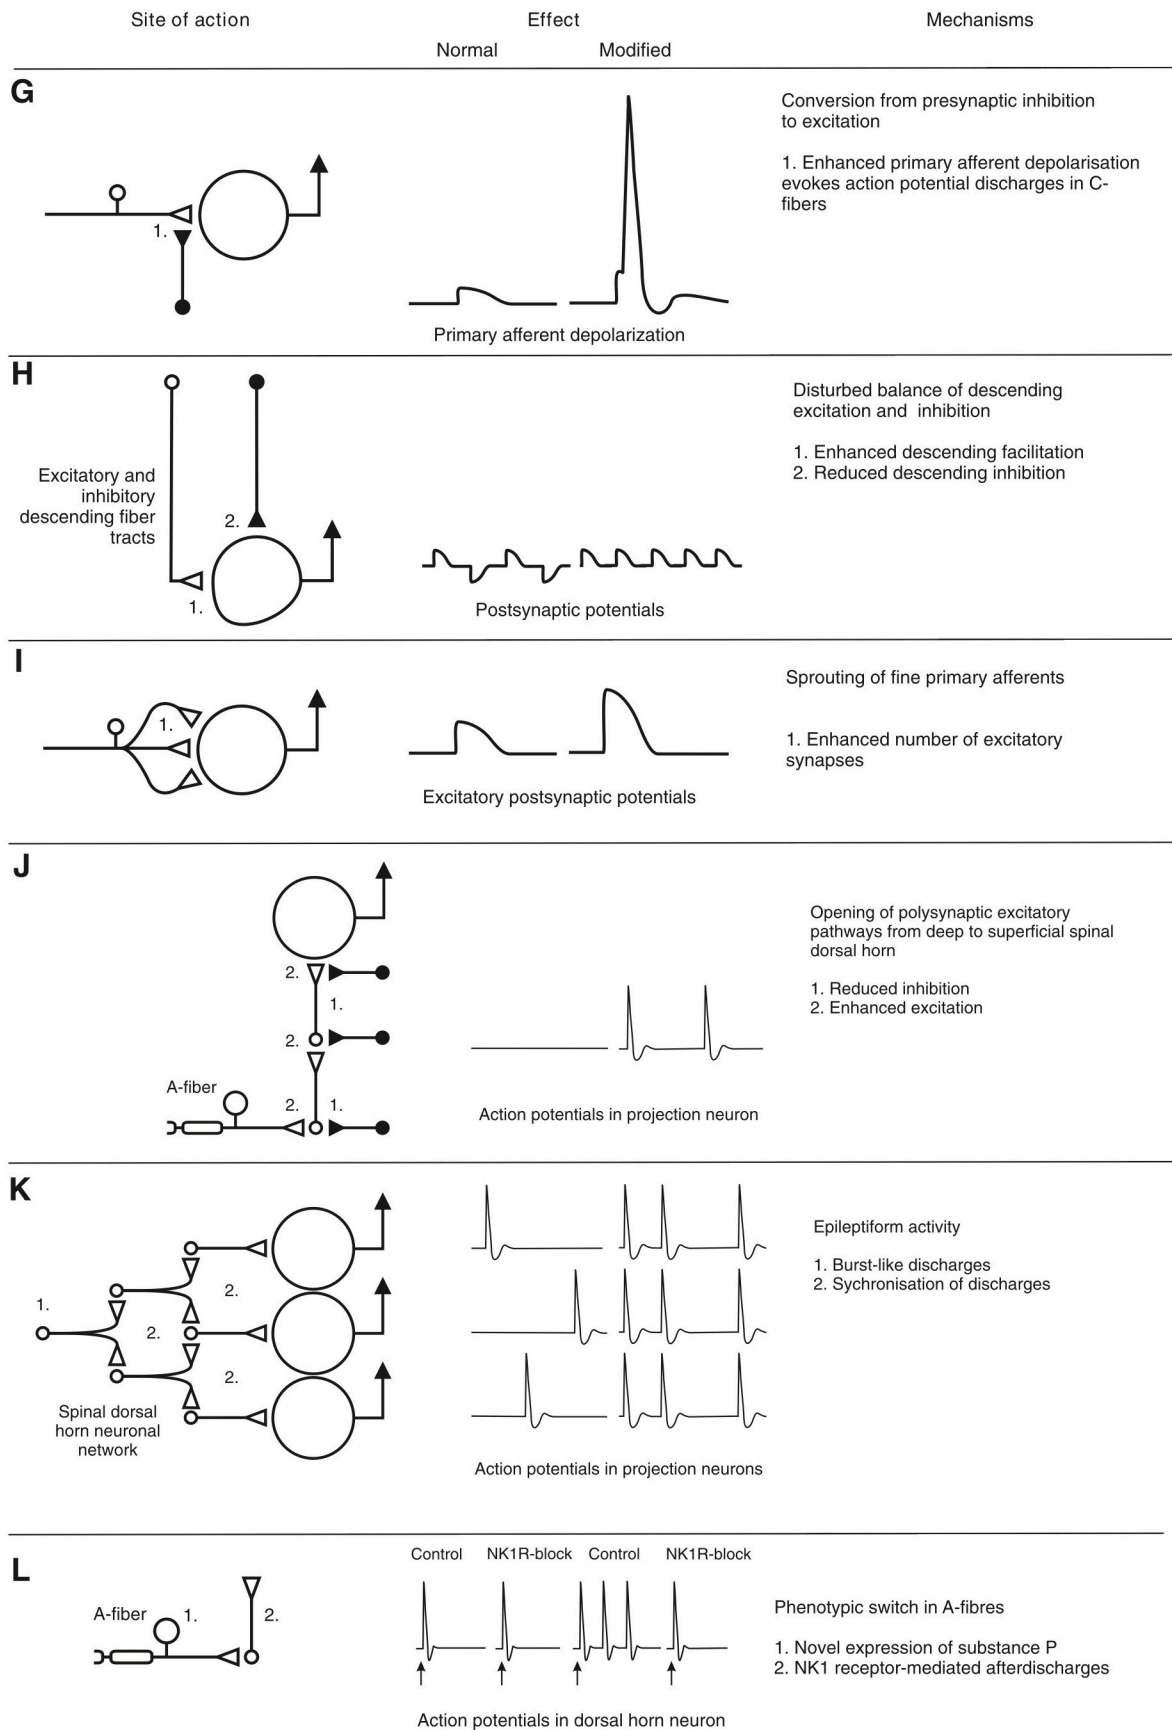 Site of action
Effect
Mechanisms
Normal
Modified
G
Conversion from presynaptic inhibition
to excitation
1. Enhanced primary afferent depolarisation
evokes action potential discharges in C-
fibers
1.
Primary afferent depolarization
H
Disturbed balance of descending
excitation and inhibition
1. Enhanced descending facilitation
2. Reduced descending inhibition
Excitatory and
inhibitory
descending fiber
tracts
2.
1.
Postsynaptic potentials
I
Sprouting of fine primary afferents
1.
1. Enhanced number of excitatory
synapses
Excitatory postsynaptic potentials
J
Opening of polysynaptic excitatory
pathways from deep to superficial spinal
dorsal horn
1. Reduced inhibition
2. Enhanced excitation
2.
1.
2.
A-fiber
2.
1.
Action potentials in projection neuron
K
Epileptiform activity
1. Burst-like discharges
2. Sychronisation of discharges
1.
2.
2.
2.
Spinal dorsal
horn neuronal
network
Action potentials in projection neurons
L
Control
NK1R-block
Control
NK1R-block
A-fiber
1.
2.
Phenotypic switch in A-fibres
1. Novel expression of substance P
2. NK1 receptor-mediated afterdischarges
Action potentials in dorsal horn neuron